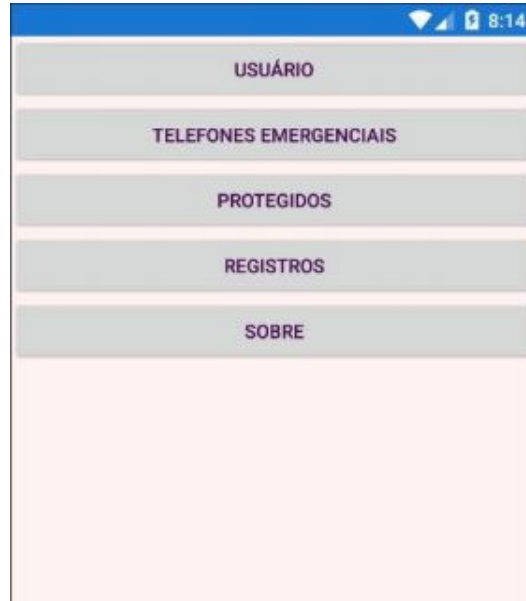 8:14
USUÁRIO
TELEFONES EMERGENCIAIS
PROTEGIDOS
REGISTROS
SOBRE